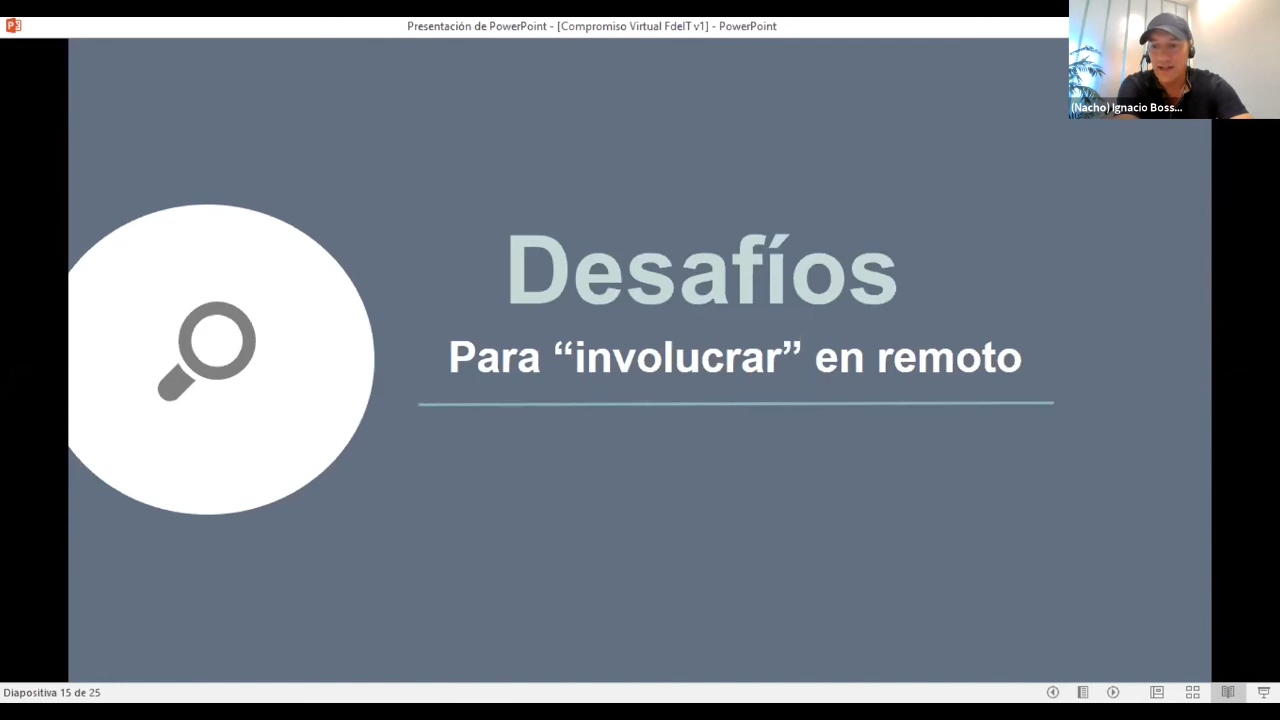 Presentación de PowerPoint - [Compromiso Virtual FdeIT v1] - PowerPoint
(Nacho) Ignacio Boss...
Desafíos
Para “involucrar” en remoto
Diapositiva 15 de 25